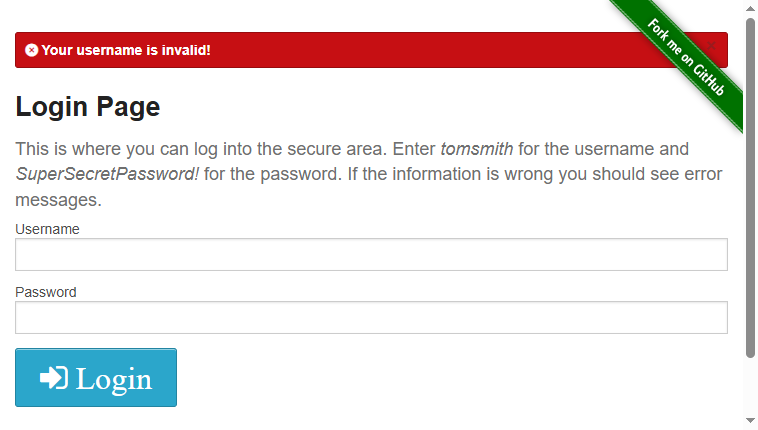 Your username is invalid!
Fork me on GitHub
Login Page
This is where you can log into the secure area. Enter tomsmith for the username and
SuperSecretPassword! for the password. If the information is wrong you should see error
messages.
Username
Password
Login